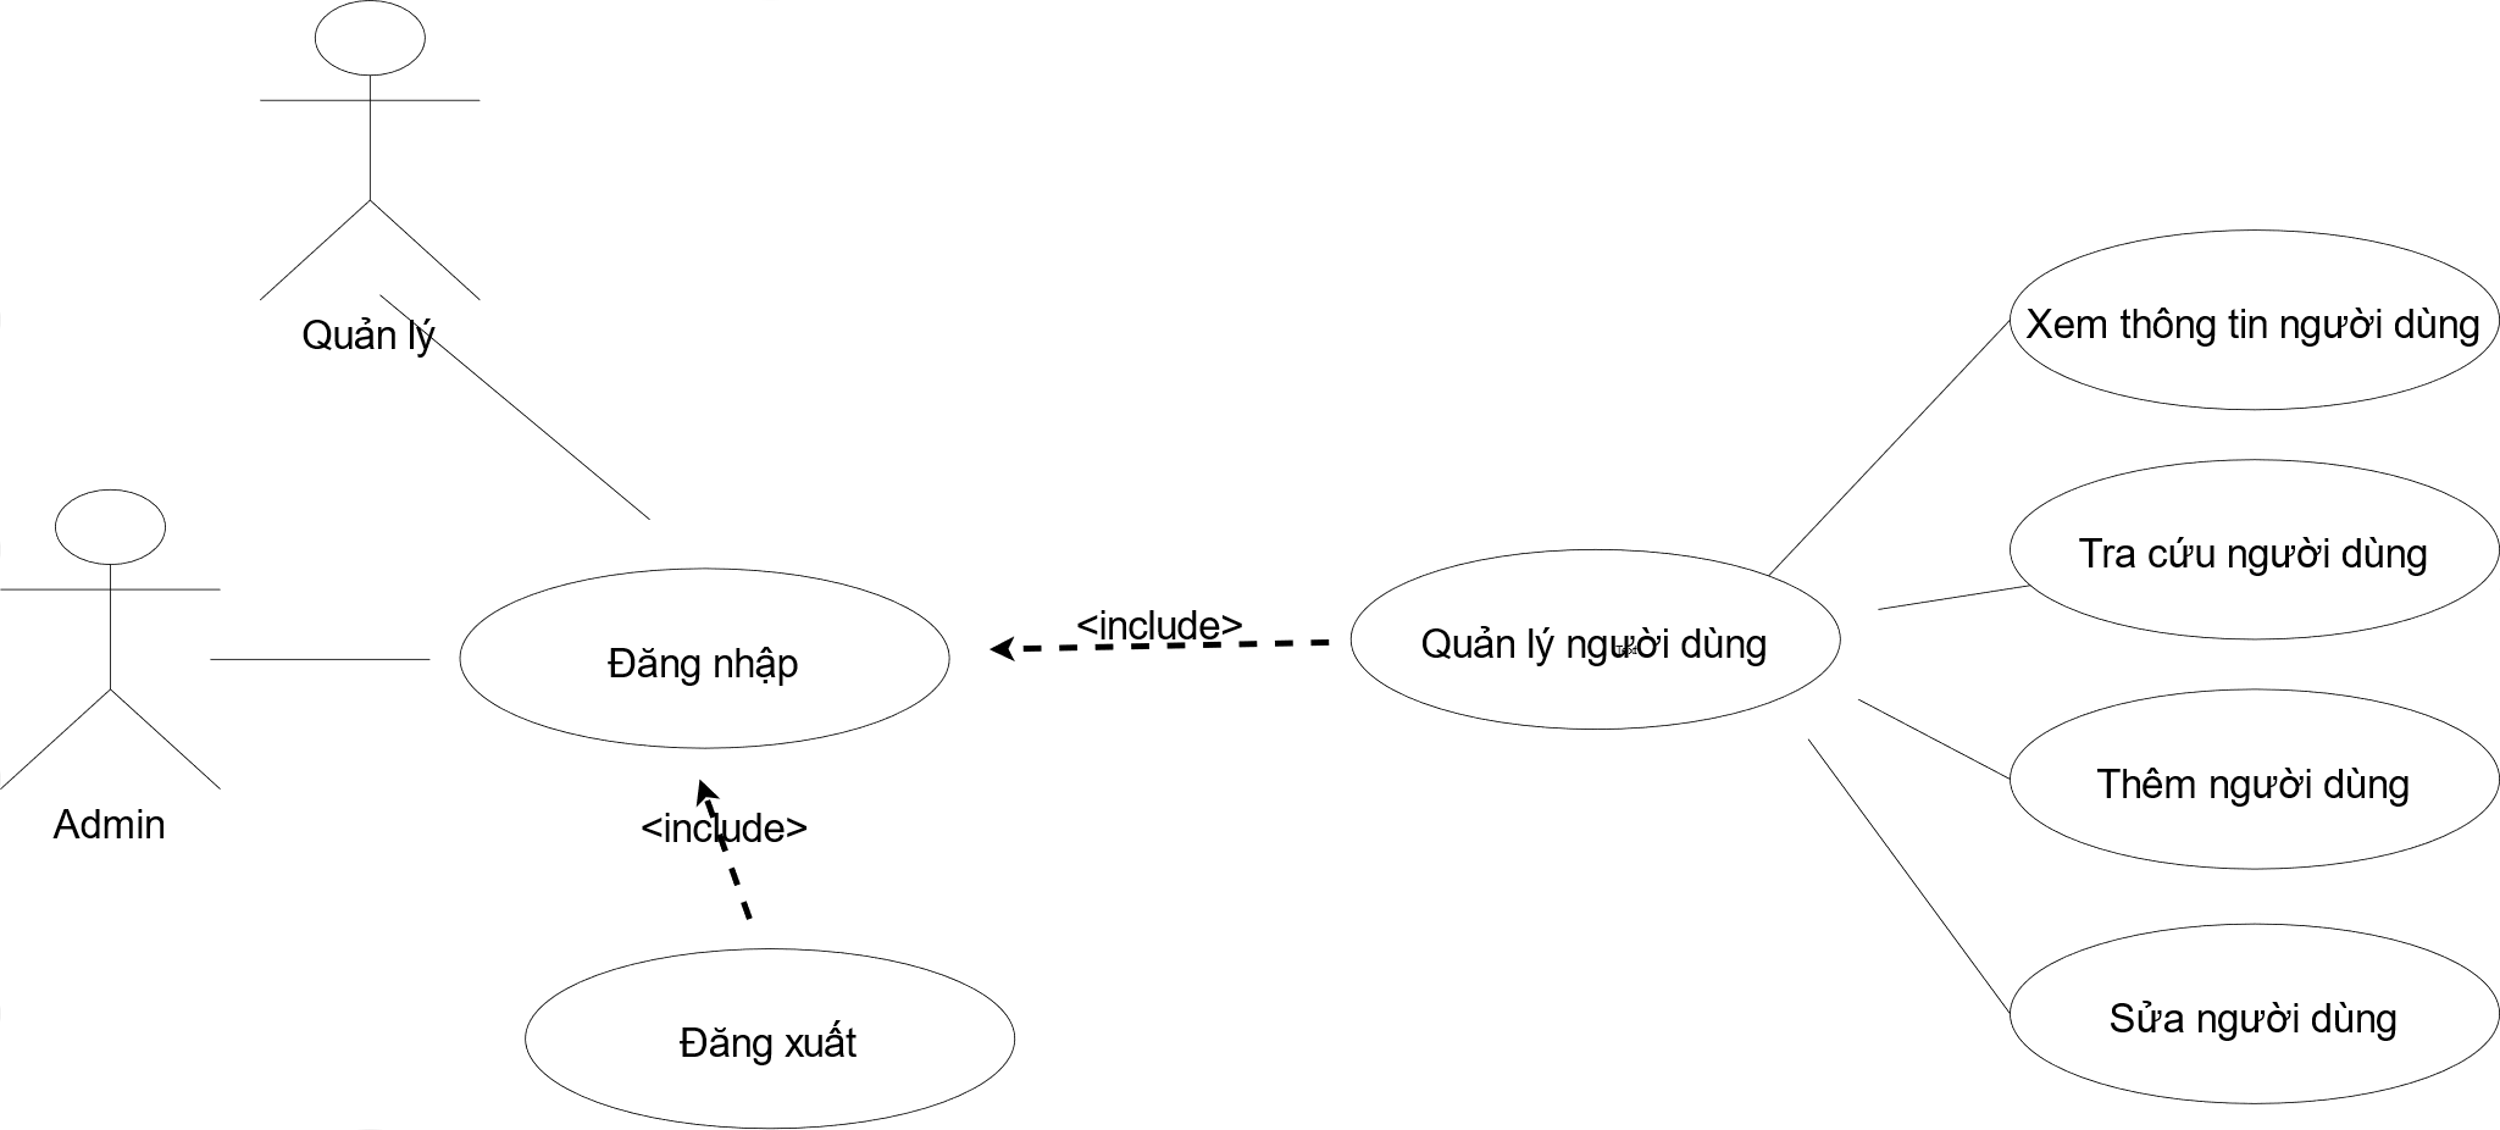 Quản lý
Xem thông tin người dùng
Tra cứu người dùng
<include>
Quản lý người dùng
Text
Đăng nhập
Thêm người dùng
Admin
<include>
Sửa người dùng
Đăng xuất